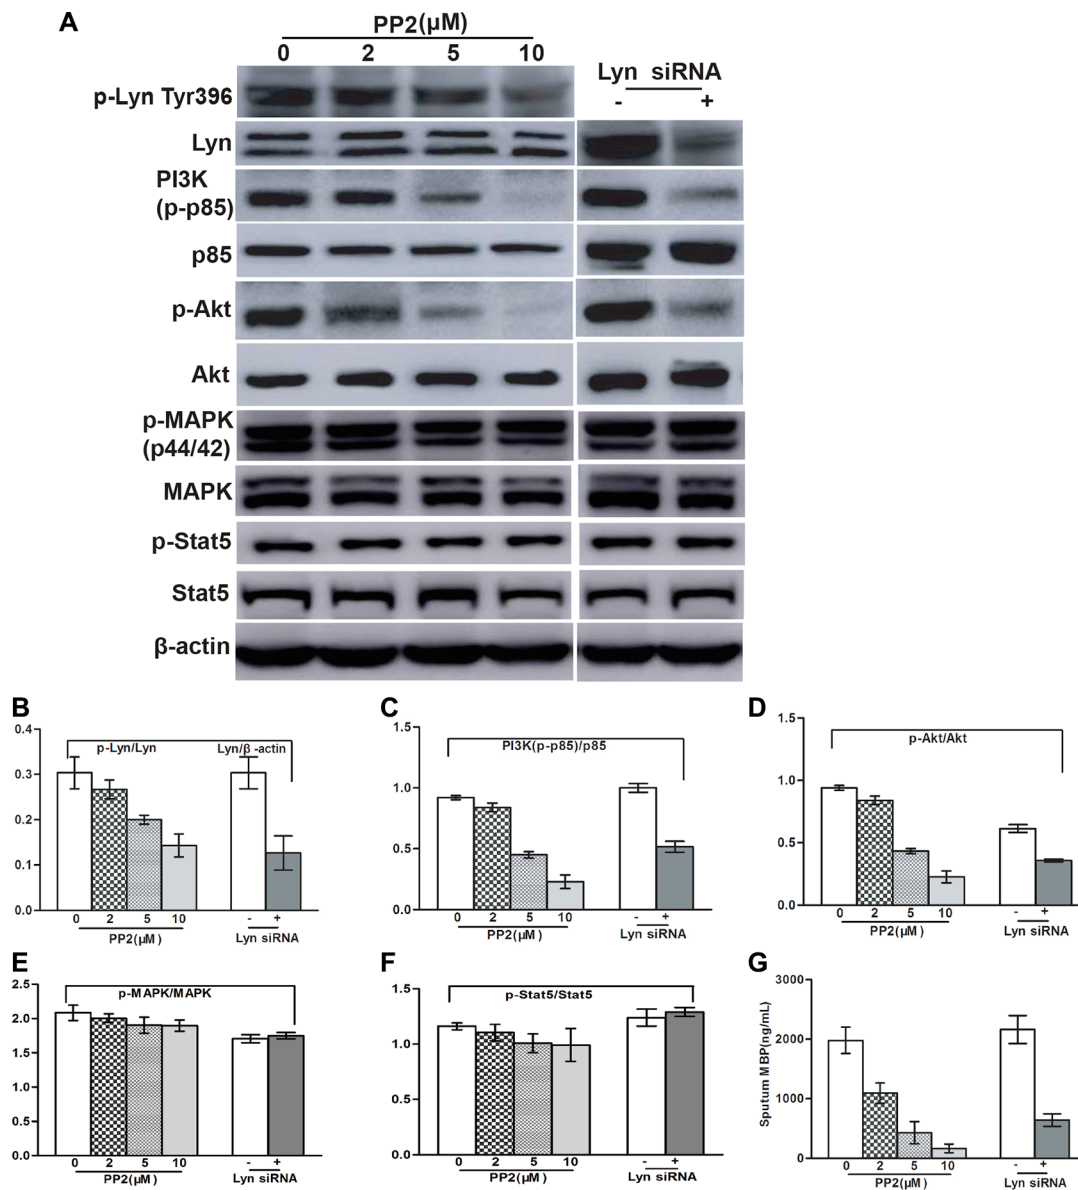 A
PP2(μM)
0 2 5 10
Lyn siRNA
- +
p-Lyn Tyr396
Lyn
PI3K
(p-p85)
p85
p-Akt
Akt
p-MAPK
(p44/42)
MAPK
p-Stat5
Stat5
β-actin
B
p-Lyn/Lyn Lyn/β -actin
0.4
0.3
0.2
0.1
0.0
0 2 5 10 - +
PP2(μM) Lyn siRNA
C
PI3K(p-p85)/p85
1.5
1.0
0.5
0.0
0 2 5 10 - +
PP2(μM) Lyn siRNA
D
p-Akt/Akt
1.5
1.0
0.5
0.0
0 2 5 10 - +
PP2(μM) Lyn siRNA
E
p-MAPK/MAPK
2.5
2.0
1.5
1.0
0.5
0.0
0 2 5 10 - +
PP2(μM) Lyn siRNA
F
p-Stat5/Stat5
1.5
1.0
0.5
0.0
0 2 5 10 - +
PP2(μM) Lyn siRNA
G
Sputum MBP(ng/mL)
3000
2000
1000
0
0 2 5 10 - +
PP2(μM) Lyn siRNA